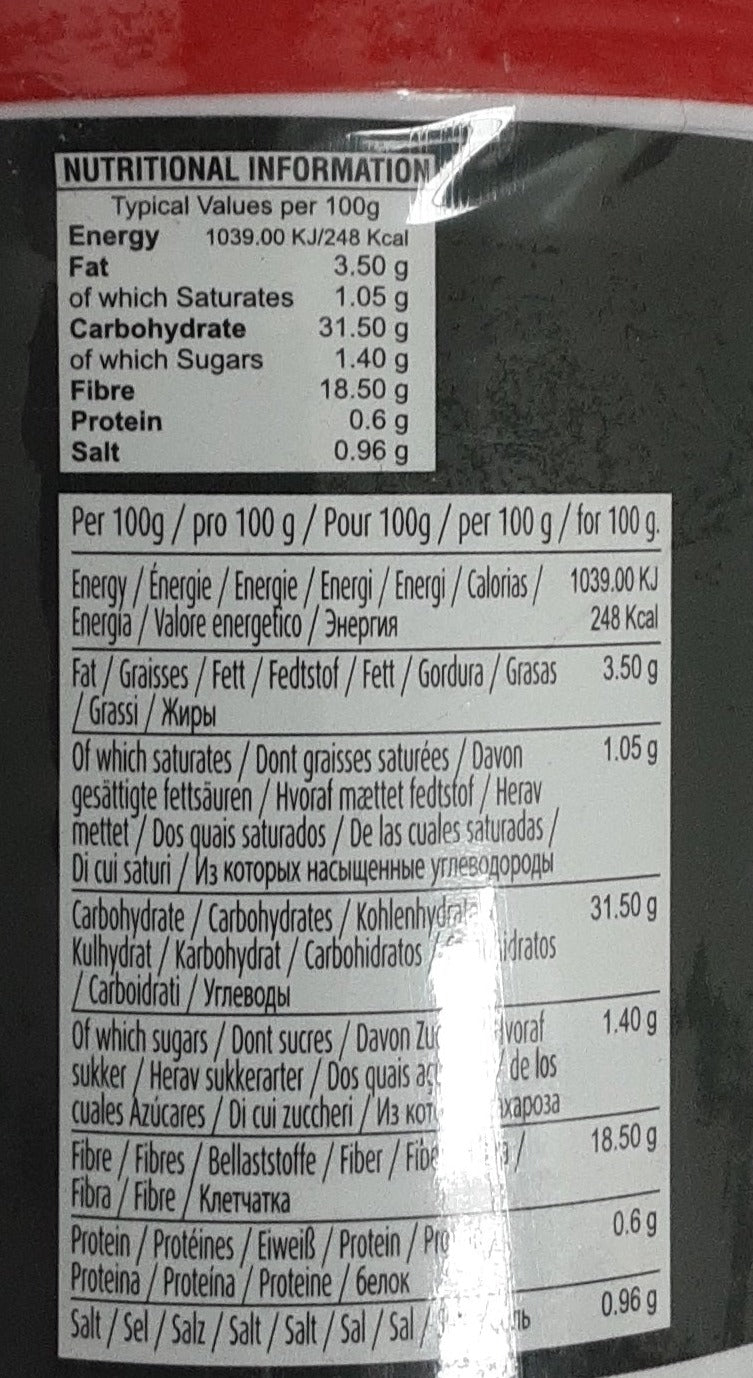 NUTRITIONAL INFORMATION
Typical Values per 100g
Energy 1039.00 KJ/248 Kcal
Fat 3.50 g
of which Saturates 1.05 g
Carbohydrate 31.50 g
of which Sugars 1.40 g
Fibre 18.50 g
Protein 0.6 g
Salt 0.96 g
Per 100g / pro 100 g / Pour 100g / per 100 g / for 100 g.
Energy / Énergie / Energie / Energi / Energi / Calorias / 1039.00 KJ
Energía / Valore energetico / Энергия 248 Kcal
Fat / Graisses / Fett / Fedtstof / Fett / Gordura / Grasas 3.50 g
/ Grassi / Жиры
Of which saturates / Dont graisses saturées / Davon 1.05 g
gesättigte fettsäuren / Hvoraf mættet fedtstof / Herav
mettet / Dos quais saturados / De las cuales saturadas /
Di cui saturi / Из которых насыщенные углеводороды
Carbohydrate / Carbohydrates / 31.50 g
Kulhydrat / Karbohydrat / Carbohidratos /
/ Carboidrati / Углеводы
Of which sugars / Dont sucres / Davon 1.40 g
sukker / Herav sukkerarter / Dos quais / de los
cuales Azúcares / Di cui zuccheri / Из
Fibre / Fibres / Bellaststoffe / Fiber / 18.50 g
Fibra / Fibre / Клетчатка
Protein / Protéines / Eiweiß / Protein / 0.6 g
Proteina / Proteína / Proteine / белок
Salt / Sel / Salz / Salt / Salt / Sal / Sal / 0.96 g